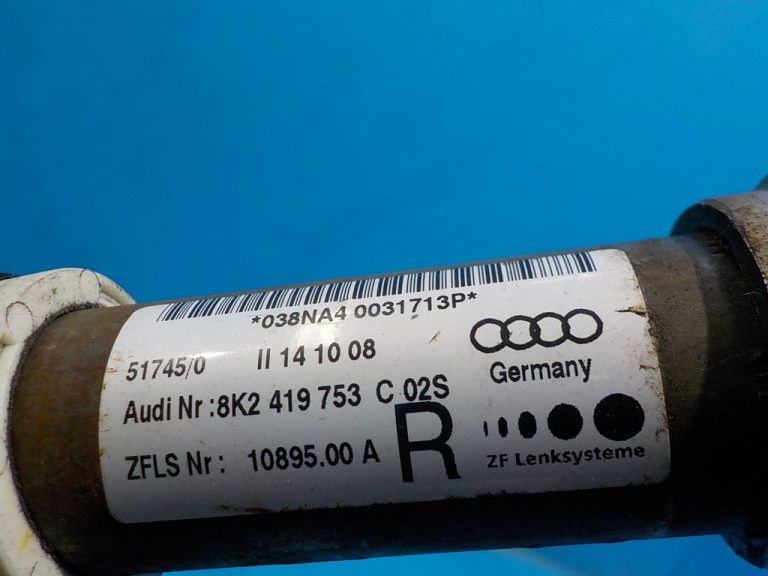 *038NA4 0031713P*
51745/0 II 14 10 08
Germany
Audi Nr :8K2 419 753 C 02S
ZFLS Nr : 10895.00 A R
ZF Lenksysteme